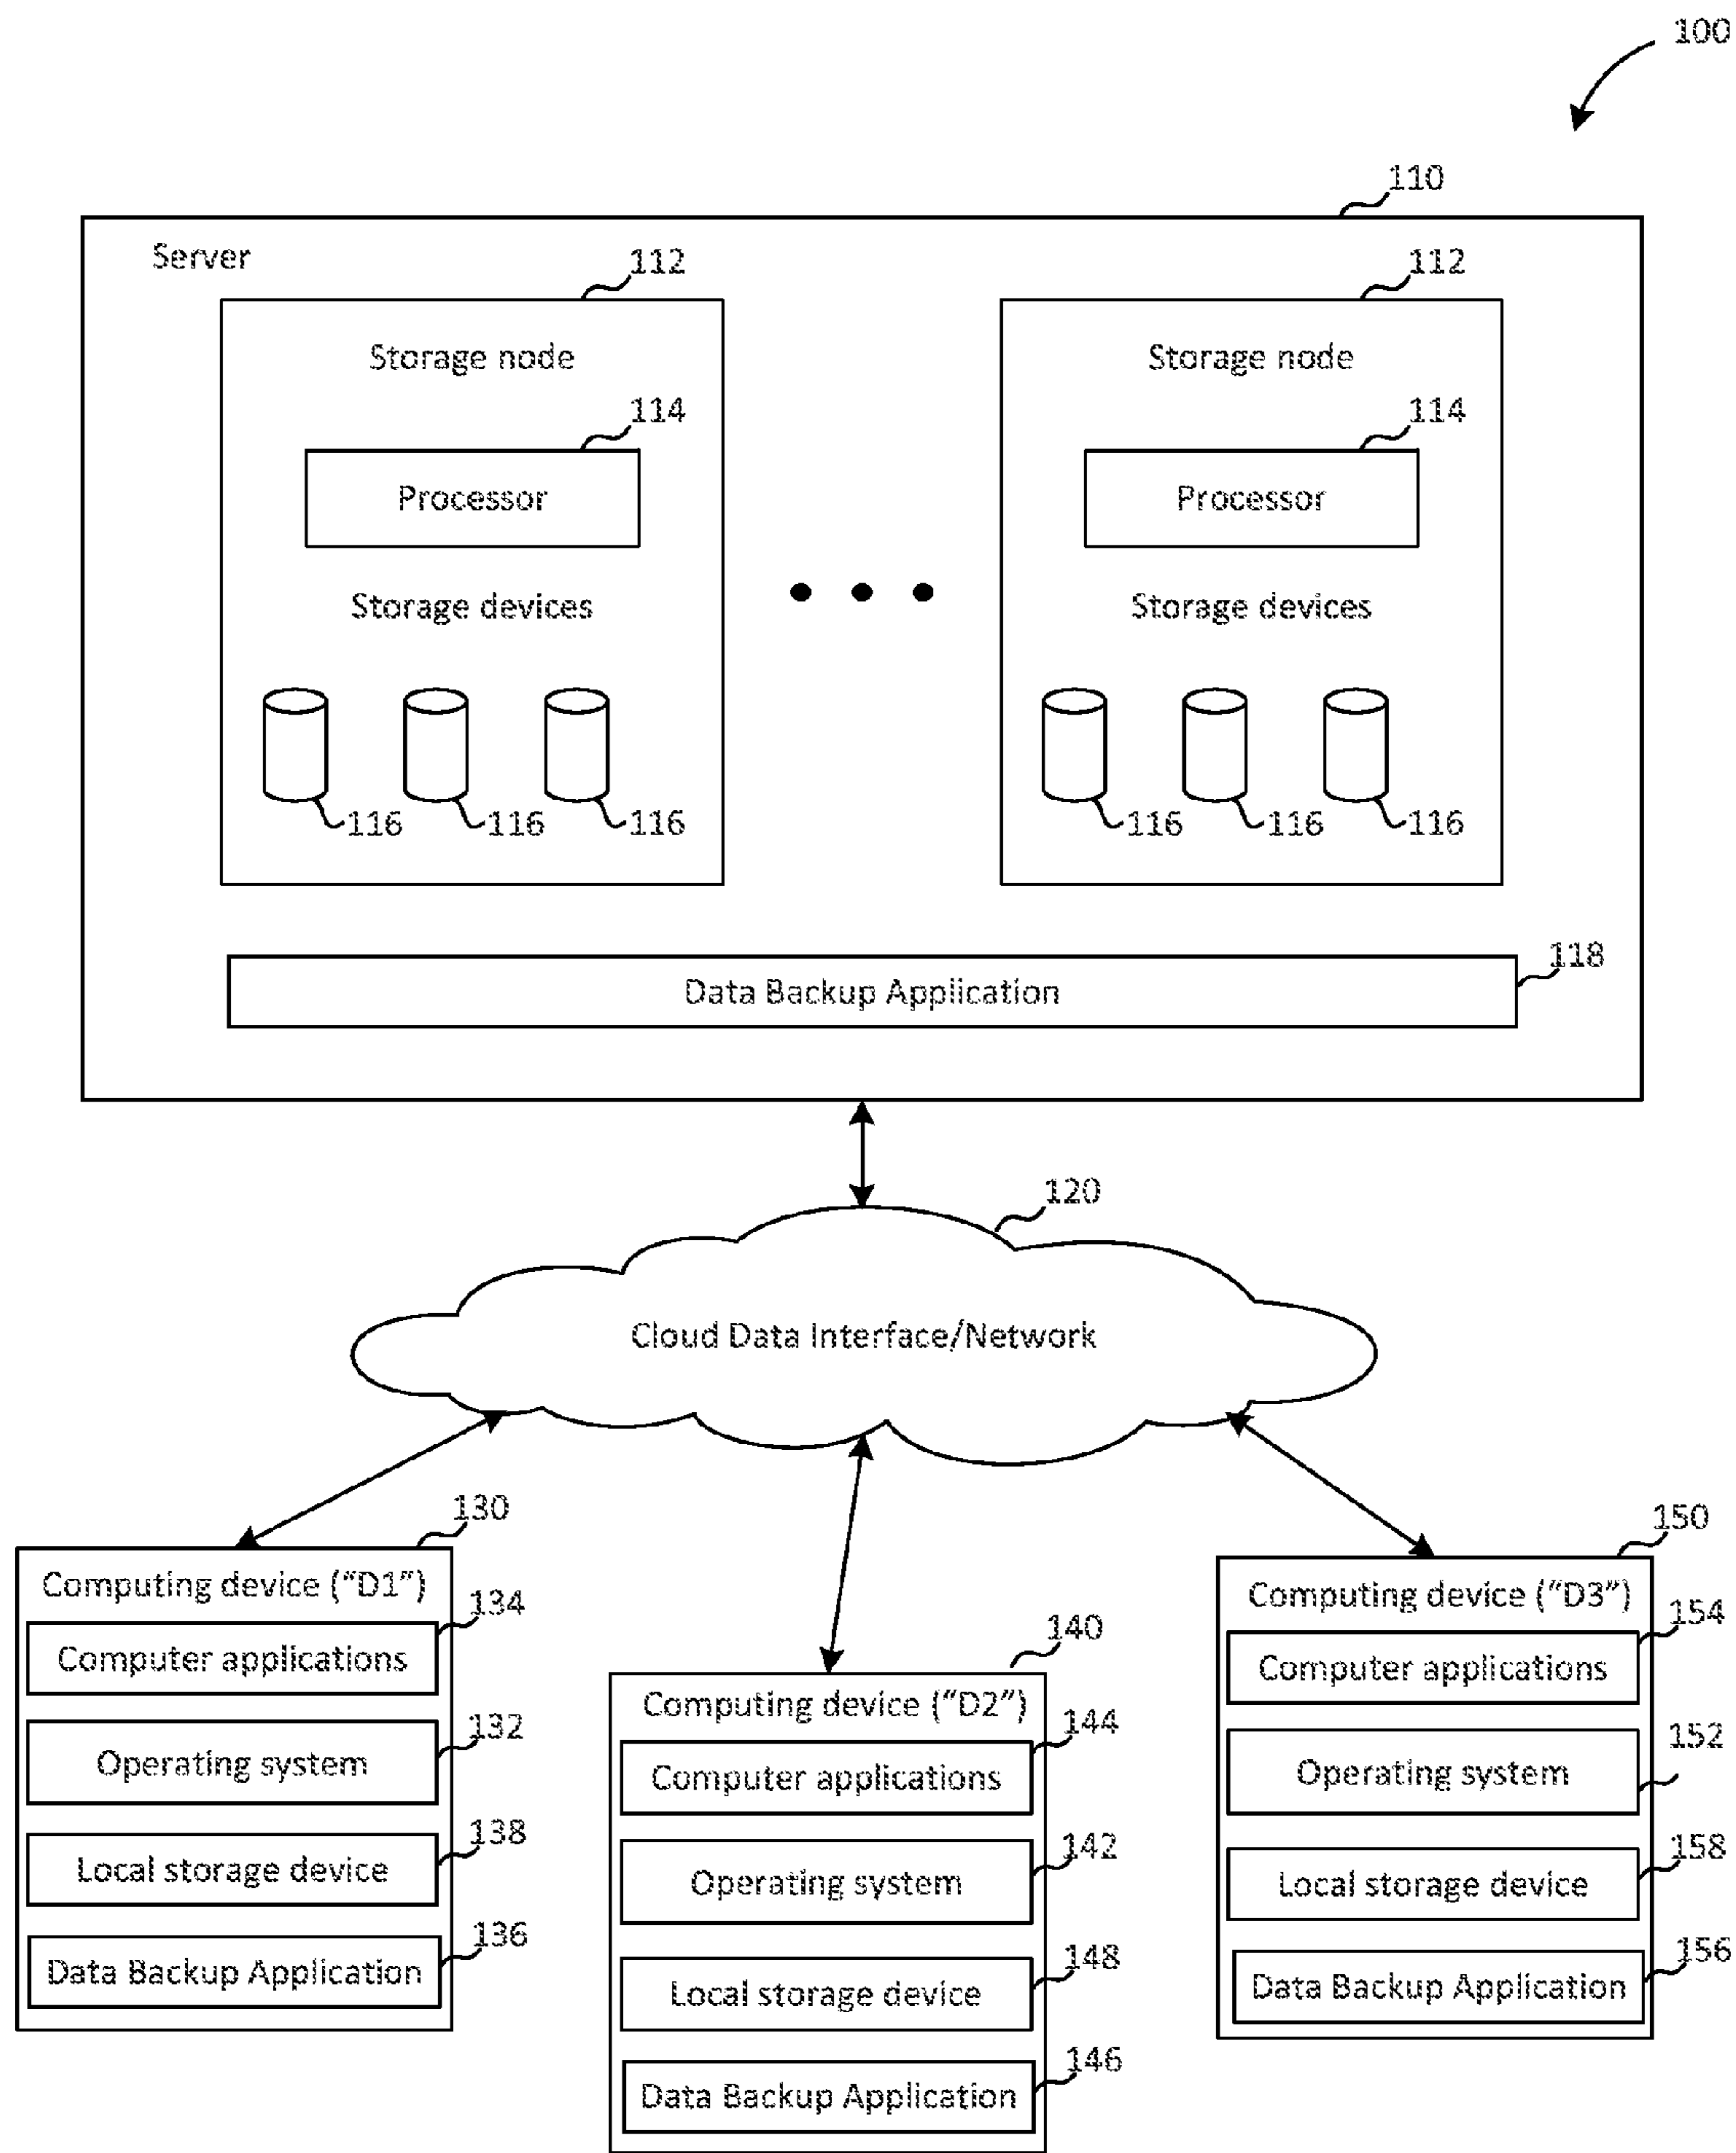 100
110
Server
112
112
Storage node
Storage node
114
114
Processor
Processor
Storage devices
Storage devices
116 116 116
116 116 116
118
Data Backup Application
120
Cloud Data Interface/Network
130
Computing device (“D1”)
134
Computer applications
132
Operating system
138
Local storage device
136
Data Backup Application
140
Computing device (“D2”)
144
Computer applications
142
Operating system
148
Local storage device
146
Data Backup Application
150
Computing device (“D3”)
154
Computer applications
152
Operating system
158
Local storage device
156
Data Backup Application